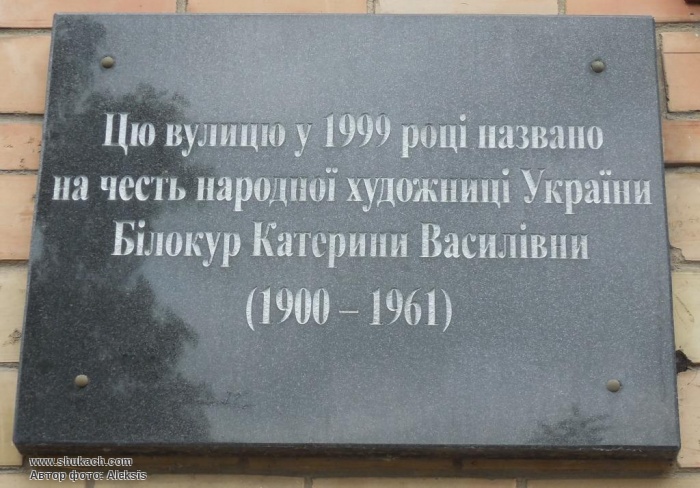 Цю вулицю у 1999 році названо
на честь народної художниці України
Білокур Катерини Василівни
(1900 – 1961)
www.shukach.com
Автор фото: Aleksis